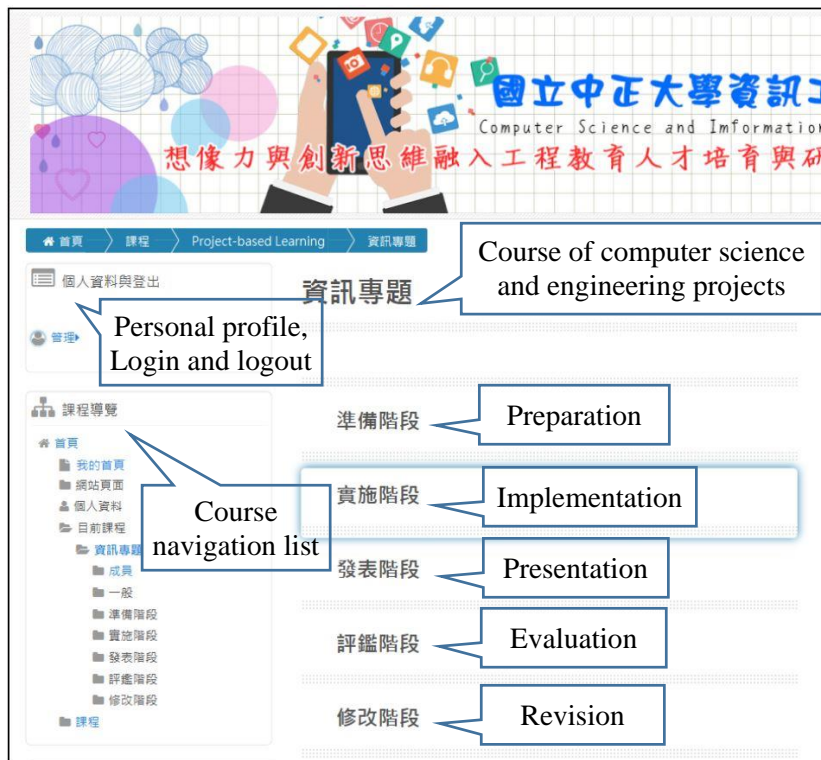 國立中正大學資訊工
Computer Science and Imformation
想像力與創新思維融入工程教育人才培育與研
首頁 課程 Project-based Learning 資訊專題
個人資料與登出
管理
Personal profile,
Login and logout
課程導覽
首頁
我的首頁
網站頁面
個人資料
目前課程
資訊專題
成員
一般
準備階段
實施階段
發表階段
評鑑階段
修改階段
課程
Course
navigation list
資訊專題
Course of computer science
and engineering projects
準備階段
Preparation
實施階段
Implementation
發表階段
Presentation
評鑑階段
Evaluation
修改階段
Revision